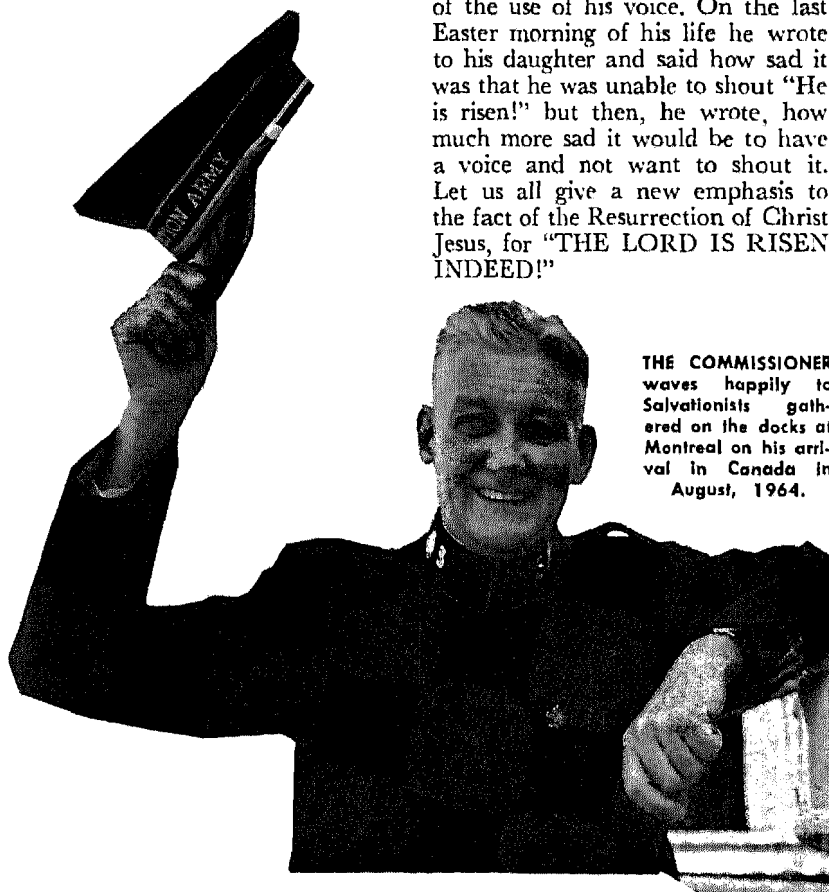 of the use of his voice. On the last
Easter morning of his life he wrote
to his daughter and said how sad it
was that he was unable to shout “He
is risen!” but then, he wrote, how
much more sad it would be to have
a voice and not want to shout it.
Let us all give a new emphasis to
the fact of the Resurrection of Christ
Jesus, for “THE LORD IS RISEN
INDEED!”
ION ARMY
THE COMMISSIONER
waves happily to
Salvationists gath-
ered on the docks at
Montreal on his arri-
val in Canada in
August, 1964.